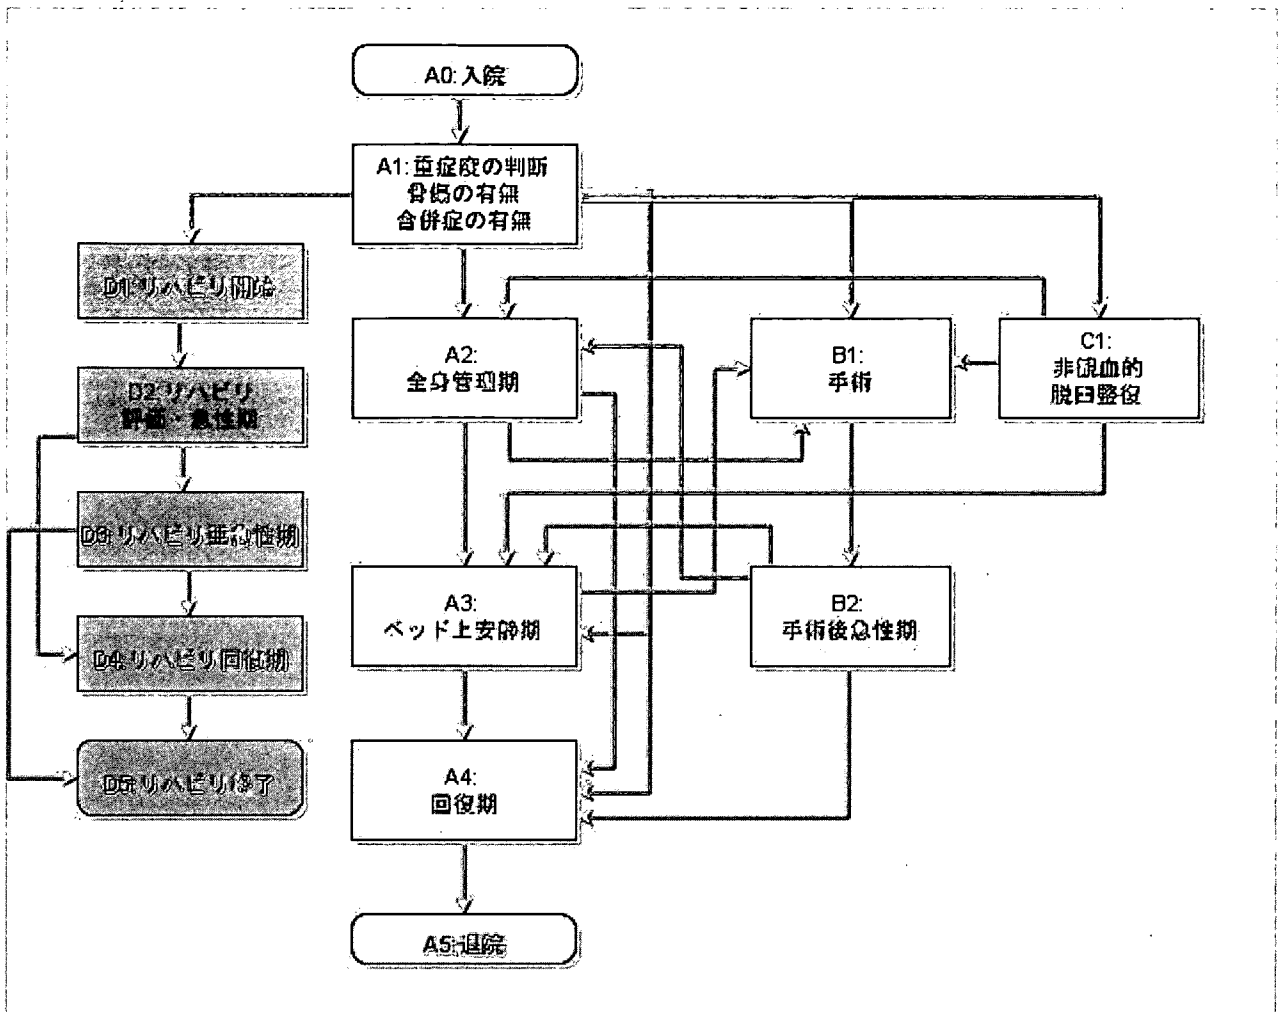 A0:入院
A1:重症度の判断
骨傷の有無
合併症の有無
D1:リハビリ開始
D2:リハビリ
評価・急性期
D3:リハビリ亜急性期
D4:リハビリ回復期
D5:リハビリ修了
A2:
全身管理期
A3:
ベッド上安静期
A4:
回復期
A5:退院
B1:
手術
B2:
手術後急性期
C1:
非観血的
脱臼整復